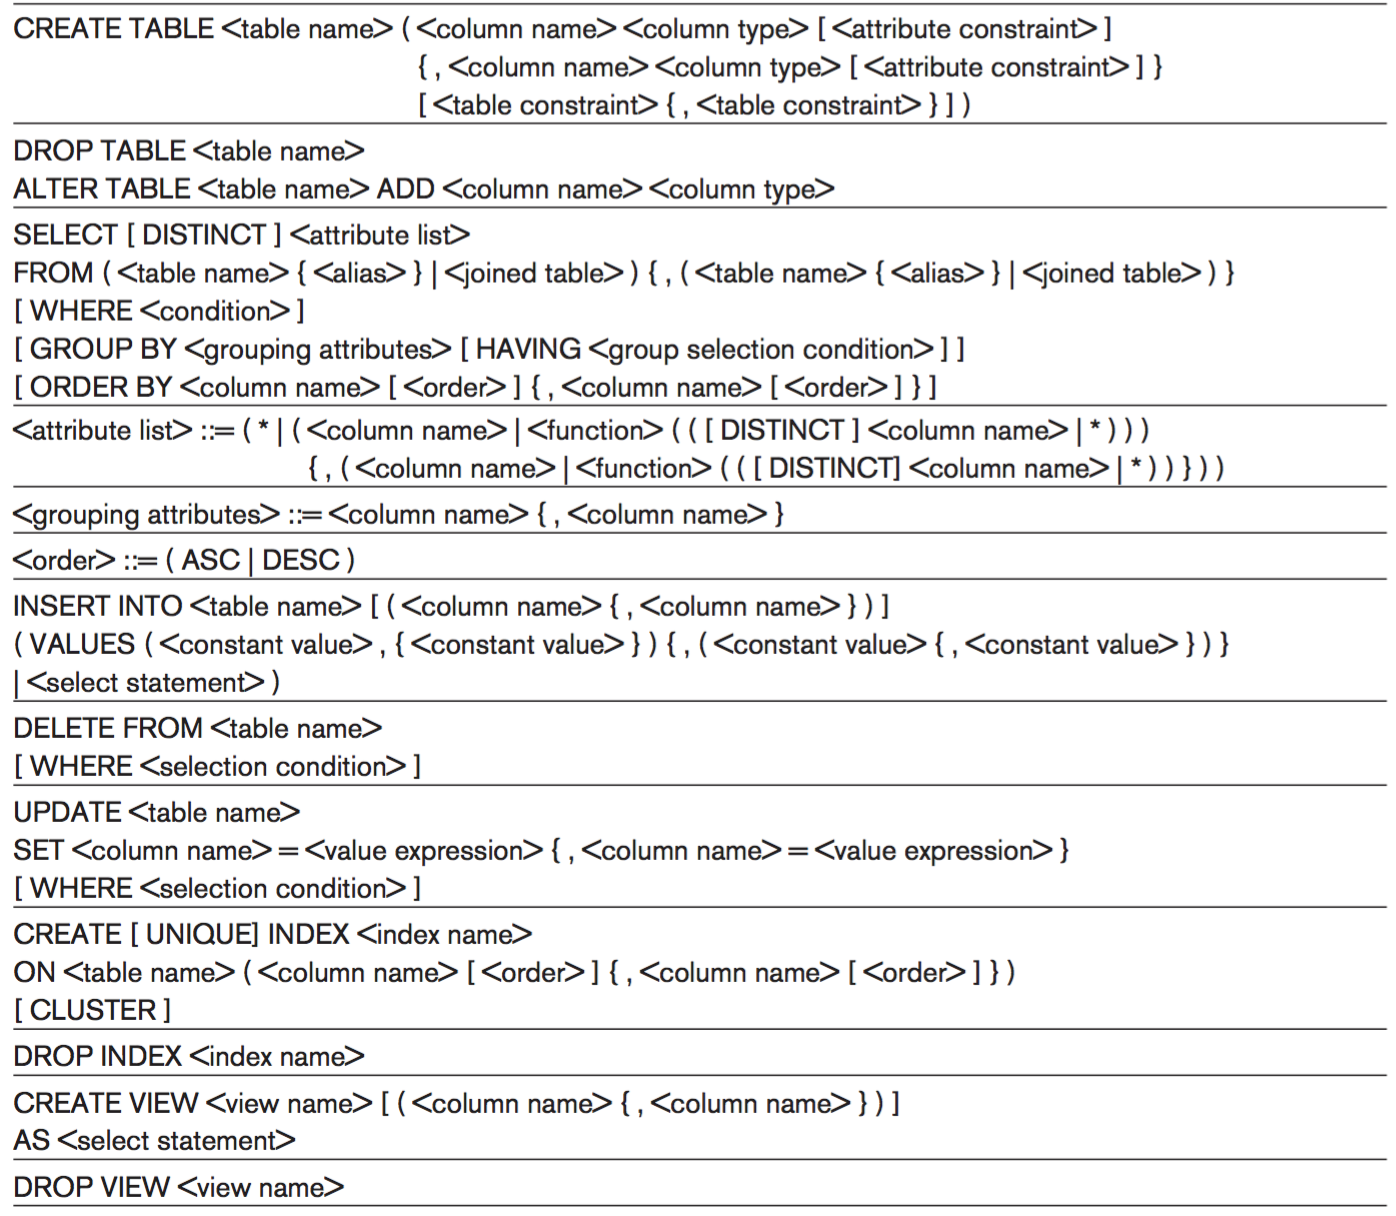 CREATE TABLE <table name> ( <column name> <column type> [ <attribute constraint> ]
{ , <column name> <column type> [ <attribute constraint> ] }
[ <table constraint> { , <table constraint> } ] )
DROP TABLE <table name>
ALTER TABLE <table name> ADD <column name> <column type>
SELECT [ DISTINCT ] <attribute list>
FROM ( <table name> { <alias> } | <joined table> ) { , ( <table name> { <alias> } | <joined table> ) }
[ WHERE <condition> ]
[ GROUP BY <grouping attributes> [ HAVING <group selection condition> ] ]
[ ORDER BY <column name> [ <order> ] { , <column name> [ <order> ] } ]
<attribute list> ::= ( * | ( <column name> | <function> ( ( [ DISTINCT ] <column name> | * ) ) )
{ , ( <column name> | <function> ( ( [ DISTINCT] <column name> | * ) ) } ) )
<grouping attributes> ::= <column name> { , <column name> }
<order> ::= ( ASC | DESC )
INSERT INTO <table name> [ ( <column name> { , <column name> } ) ]
( VALUES ( <constant value> , { <constant value> } ) { , ( <constant value> { , <constant value> } ) }
| <select statement> )
DELETE FROM <table name>
[ WHERE <selection condition> ]
UPDATE <table name>
SET <column name> = <value expression> { , <column name> = <value expression> }
[ WHERE <selection condition> ]
CREATE [ UNIQUE] INDEX <index name>
ON <table name> ( <column name> [ <order> ] { , <column name> [ <order> ] } )
[ CLUSTER ]
DROP INDEX <index name>
CREATE VIEW <view name> [ ( <column name> { , <column name> } ) ]
AS <select statement>
DROP VIEW <view name>